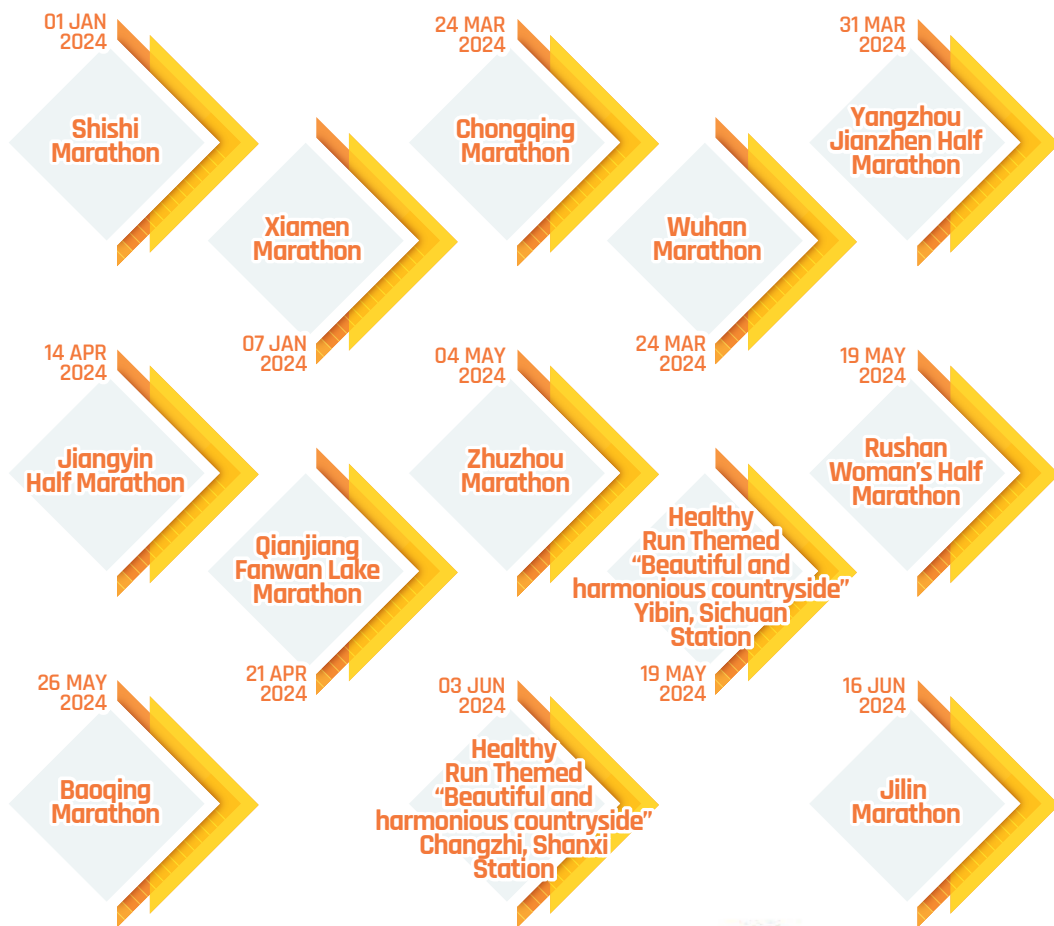 01 JAN
2024
Shishi
Marathon
07 JAN
2024
Xiamen
Marathon
24 MAR
2024
Chongqing
Marathon
24 MAR
2024
Wuhan
Marathon
31 MAR
2024
Yangzhou
Jianzhen Half
Marathon
14 APR
2024
Jiangyin
Half Marathon
21 APR
2024
Qianjiang
Fanwan Lake
Marathon
04 MAY
2024
Zhuzhou
Marathon
19 MAY
2024
Healthy
Run Themed
“Beautiful and
harmonious countryside”
Yibin, Sichuan
Station
19 MAY
2024
Rushan
Woman’s Half
Marathon
26 MAY
2024
Baoqing
Marathon
03 JUN
2024
Healthy
Run Themed
“Beautiful and
harmonious countryside”
Changzhi, Shanxi
Station
16 JUN
2024
Jilin
Marathon